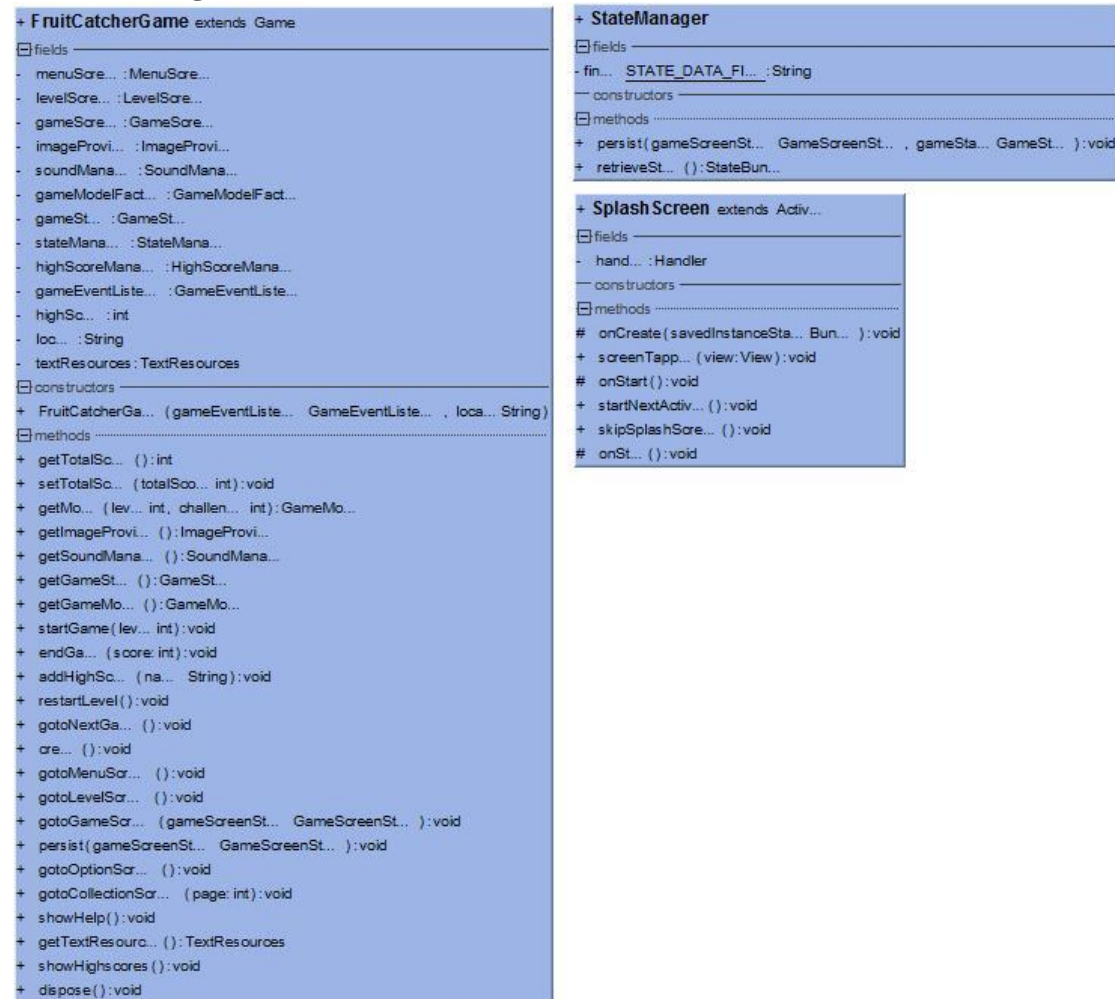 + FruitCatcherGame extends Game
fields
- menuScre... :MenuScre...
- levelScre... :LevelScre...
- gameScre... :GameScre...
- imageProvi... :ImageProvi...
- soundMana... :SoundMana...
- gameModelFact... :GameModelFact...
- gameSt... :GameSt...
- stateMana... :StateMana...
- highScoreMana... :HighScoreMana...
- gameEventListe... :GameEventListe...
- highSc... :int
- loc... :String
- textResources:TextResources
constructors
+ FruitCatcherGa... (gameEventListe... GameEventListe... , loca... String)
methods
+ getTotalSc... ():int
+ setTotalSc... (totalScо... int):void
+ getMo... (lev... int, challen... int):GameMo...
+ getImageProvi... ():ImageProvi...
+ getSoundMana... ():SoundMana...
+ getGameSt... ():GameSt...
+ getGameMo... ():GameMo...
+ startGame(lev... int):void
+ endGa... (score:int):void
+ addHighSc... (na... String):void
+ restartLevel():void
+ gotoNextGa... ():void
+ cre... ():void
+ gotoMenuScr... ():void
+ gotoLevelScr... ():void
+ gotoGameScr... (gameScreenSt... GameScreenSt... ):void
+ persist(gameScreenSt... GameScreenSt... ):void
+ gotoOptionScr... ():void
+ gotoCollectionScr... (page:int):void
+ showHelp():void
+ getTextResourc... ():TextResources
+ showHighscores():void
+ dispose():void
+ StateManager
fields
- fin... STATE_DATA_FI... :String
constructors
methods
+ persist(gameScreenSt... GameScreenSt... , gameSta... GameSt... ):void
+ retrieveSt... ():StateBun...
+ SplashScreen extends Activ...
fields
- hand... :Handler
constructors
methods
# onCreate(savedInstanceSta... Bun... ):void
+ screenTapp... (view:View):void
# onStart():void
+ startNextActiv... ():void
+ skipSplashScre... ():void
# onSt... ():void